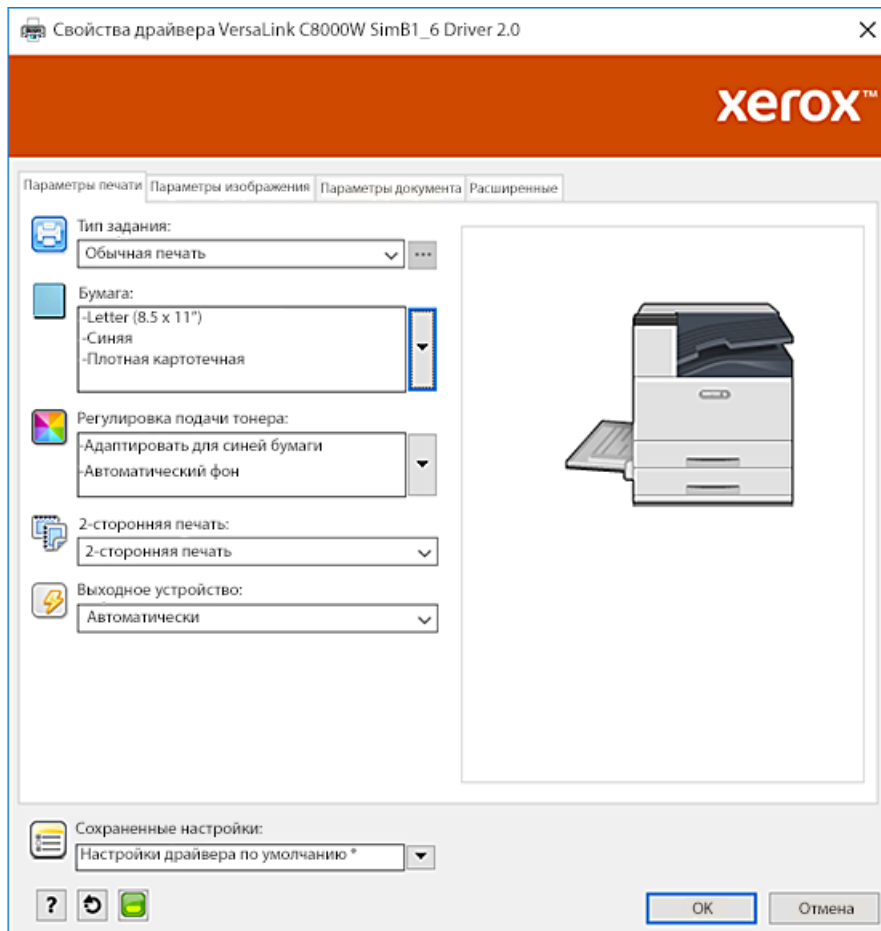 Свойства драйвера VersaLink C8000W SimB1_6 Driver 2.0
xerox™
Параметры печати Параметры изображения Параметры документа Расширенные
Тип задания:
Обычная печать
...
Бумага:
-Letter (8.5 x 11")
-Синяя
-Плотная картотечная
Регулировка подачи тонера:
-Адаптировать для синей бумаги
-Автоматический фон
2-сторонняя печать:
2-сторонняя печать
Выходное устройство:
Автоматически
Сохраненные настройки:
Настройки драйвера по умолчанию *
?
OK Отмена